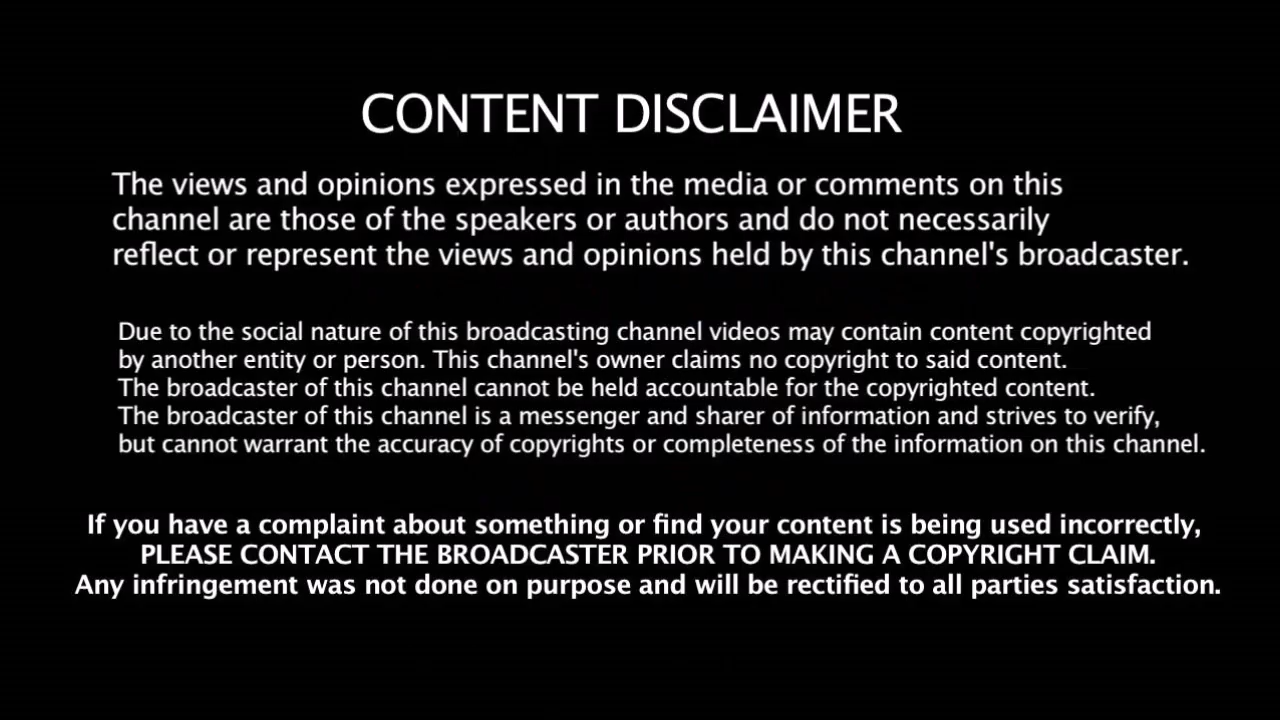 CONTENT DISCLAIMER
The views and opinions expressed in the media or comments on this
channel are those of the speakers or authors and do not necessarily
reflect or represent the views and opinions held by this channel's broadcaster.
Due to the social nature of this broadcasting channel videos may contain content copyrighted
by another entity or person. This channel's owner claims no copyright to said content.
The broadcaster of this channel cannot be held accountable for the copyrighted content.
The broadcaster of this channel is a messenger and sharer of information and strives to verify,
but cannot warrant the accuracy of copyrights or completeness of the information on this channel.
If you have a complaint about something or find your content is being used incorrectly,
PLEASE CONTACT THE BROADCASTER PRIOR TO MAKING A COPYRIGHT CLAIM.
Any infringement was not done on purpose and will be rectified to all parties satisfaction.